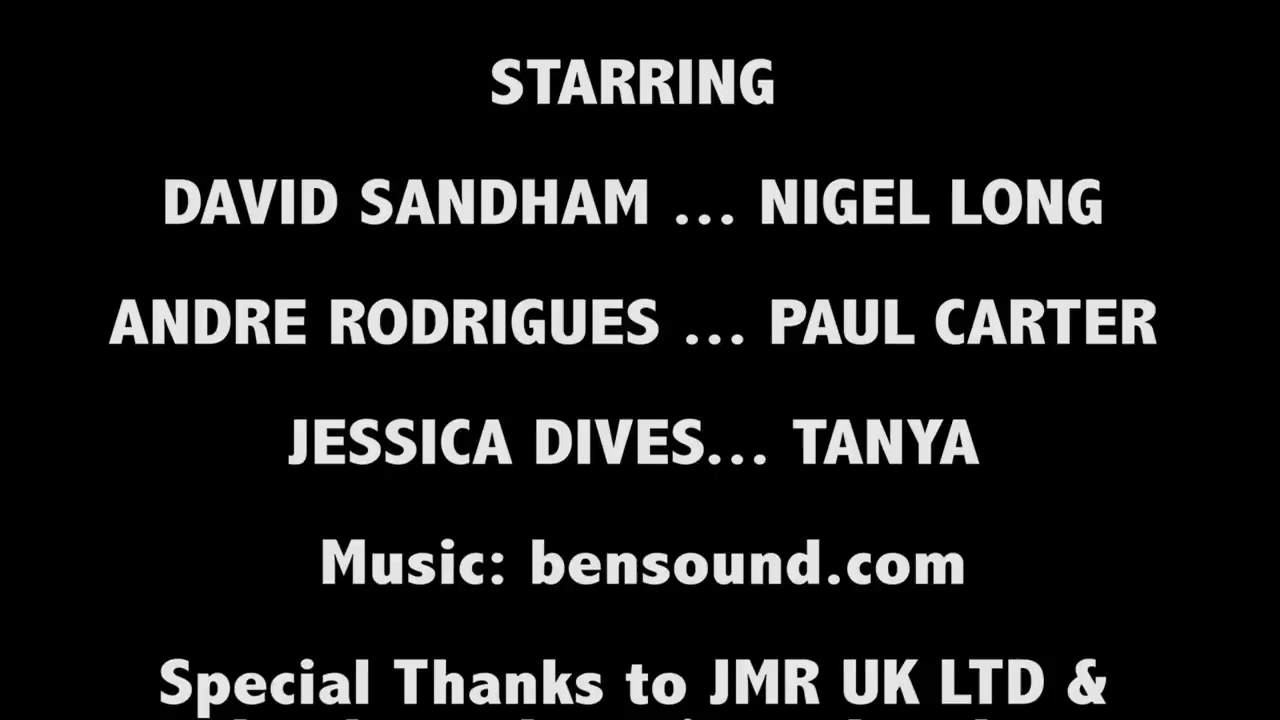 STARRING
DAVID SANDHAM ... NIGEL LONG
ANDRE RODRIGUES ... PAUL CARTER
JESSICA DIVES... TANYA
Music: bensound.com
Special Thanks to JMR UK LTD &